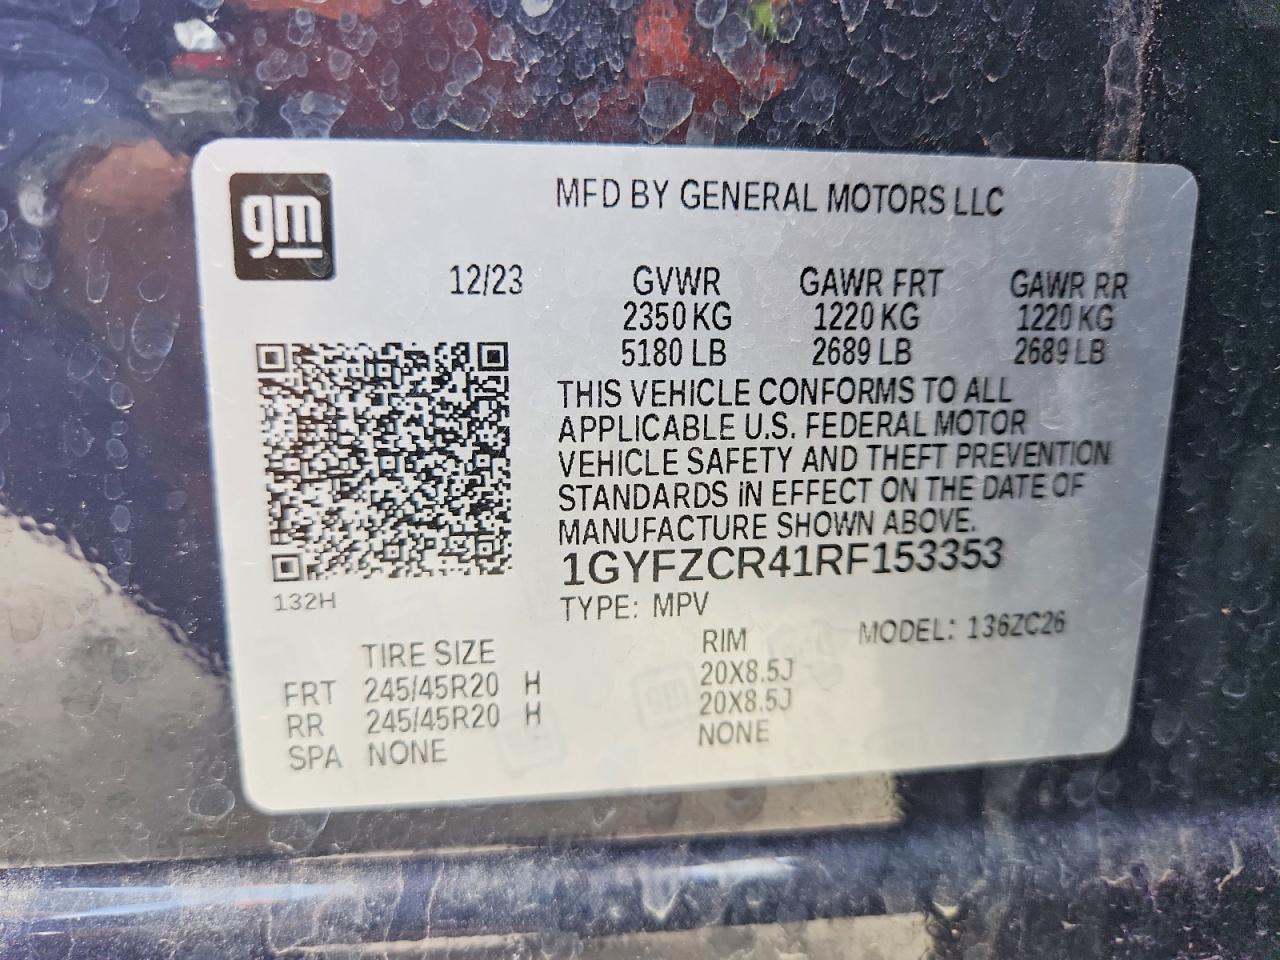 gm
MFD BY GENERAL MOTORS LLC
12/23 GVWR GAWR FRT GAWR RR
2350 KG 1220 KG 1220 KG
5180 LB 2689 LB 2689 LB
THIS VEHICLE CONFORMS TO ALL
APPLICABLE U.S. FEDERAL MOTOR
VEHICLE SAFETY AND THEFT PREVENTION
STANDARDS IN EFFECT ON THE DATE OF
MANUFACTURE SHOWN ABOVE.
1GYFZCR41RF153353
132H
TYPE: MPV
MODEL: 136ZC26
TIRE SIZE RIM
FRT 245/45R20 H 20X8.5J
RR 245/45R20 H 20X8.5J
SPA NONE NONE